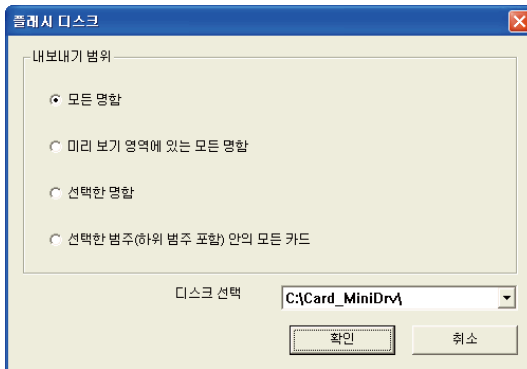 플래시 디스크
내보내기 범위
모든 명함
미리 보기 영역에 있는 모든 명함
선택한 명함
선택한 범주(하위 범주 포함) 안의 모든 카드
디스크 선택 C:\Card_MiniDrv\
확인 취소